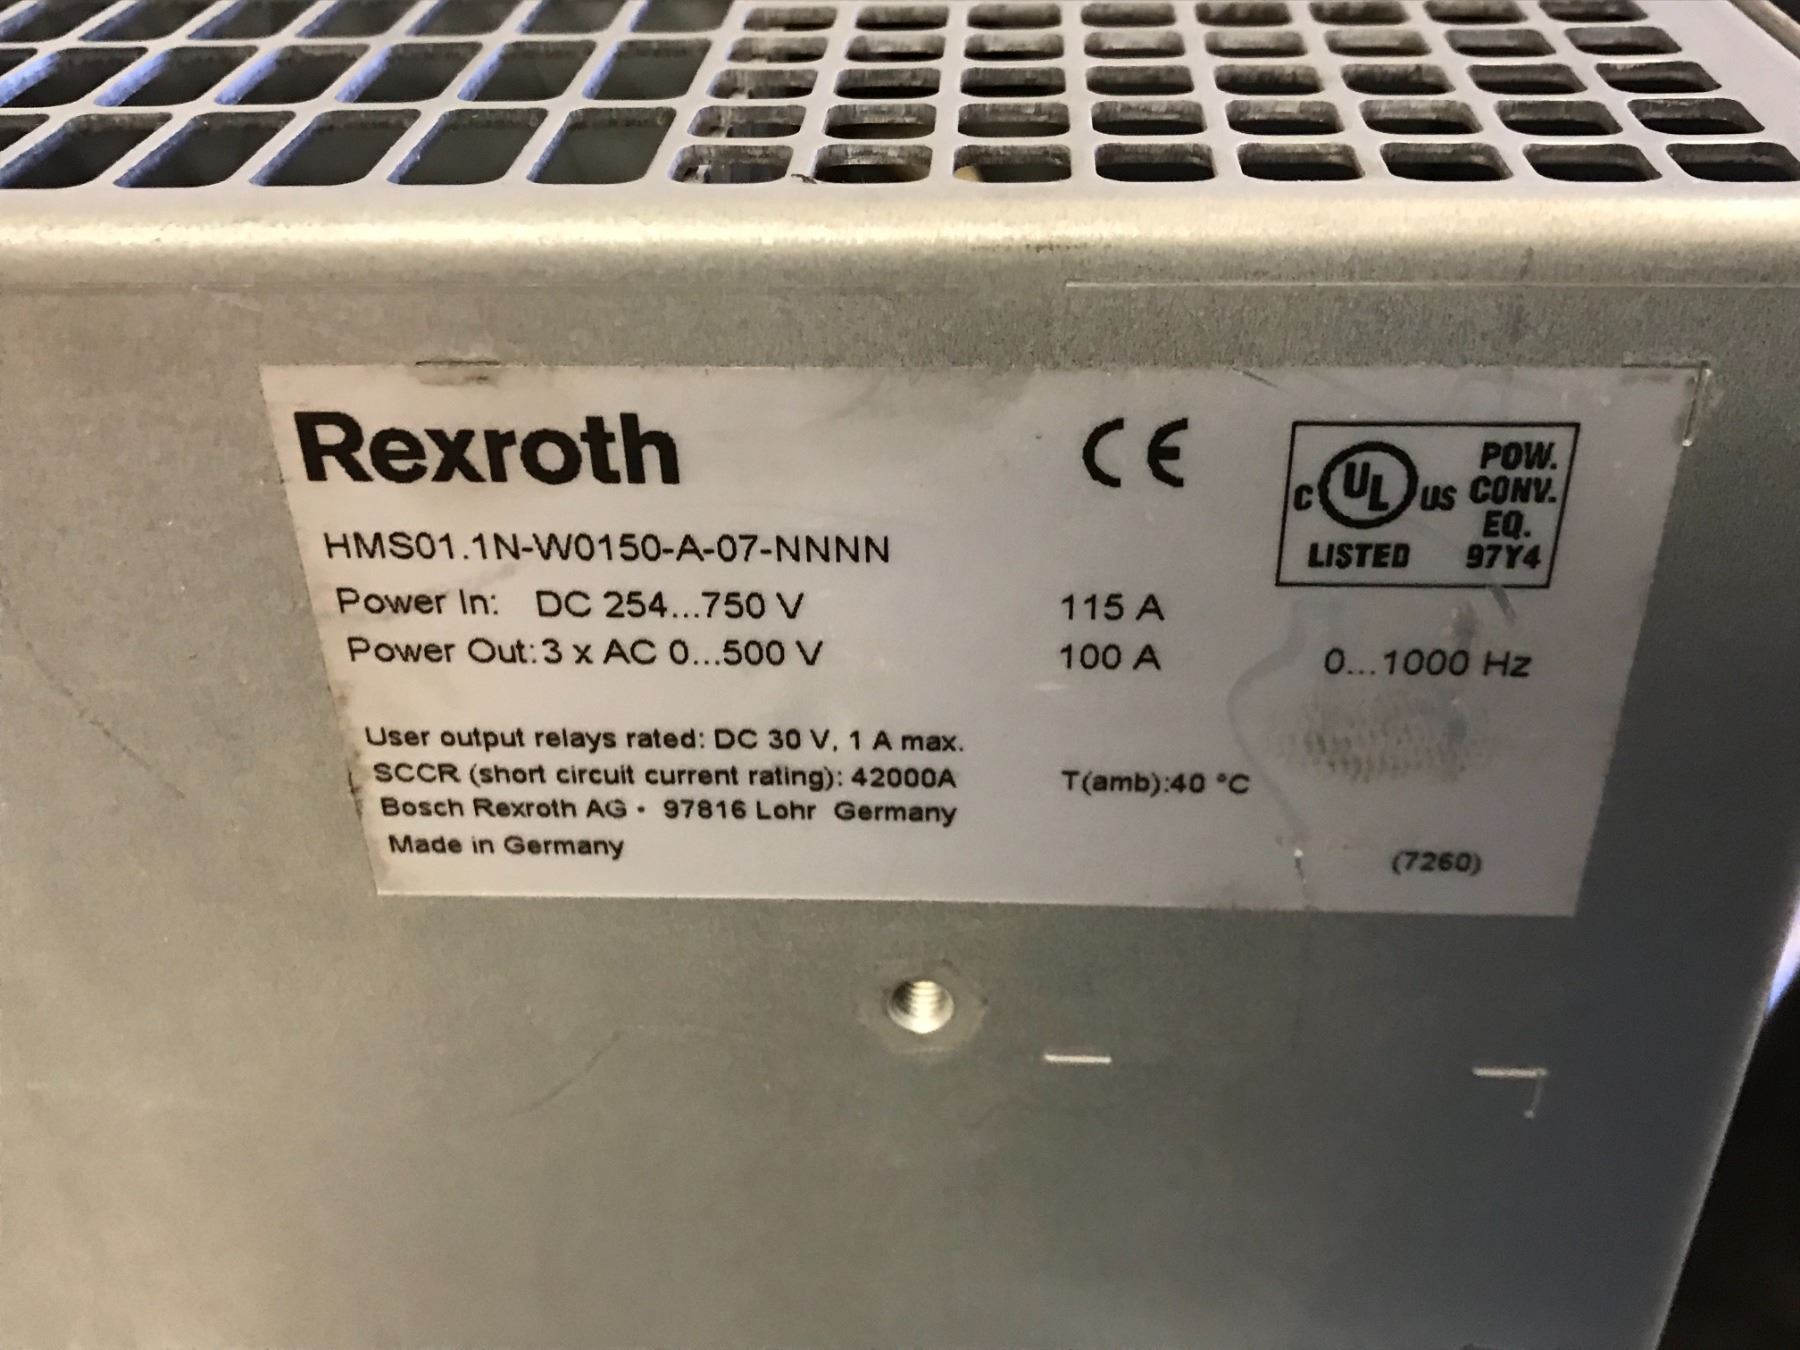 Rexroth
CE
C UL US
LISTED
POW.
CONV.
EQ.
97Y4
HMS01.1N-W0150-A-07-NNNN
Power In: DC 254...750 V 115 A
Power Out: 3 x AC 0...500 V 100 A 0...1000 Hz
User output relays rated: DC 30 V, 1 A max.
SCCR (short circuit current rating): 42000A T(amb):40 °C
Bosch Rexroth AG • 97816 Lohr Germany
Made in Germany (7260)